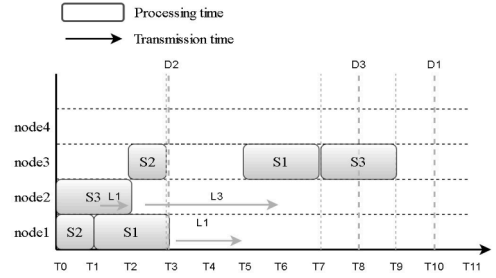 Processing time
Transmission time
D2 D3 D1
node4
node3 S2 S1 S3
node2 S3 L1 L3
node1 S2 S1 L1
T0 T1 T2 T3 T4 T5 T6 T7 T8 T9 T10 T11